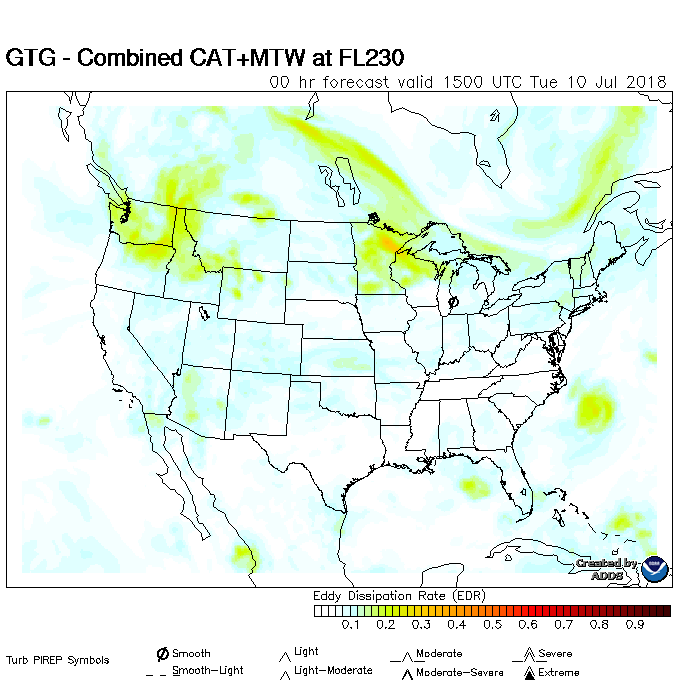 GTG - Combined CAT+MTW at FL230
00 hr forecast valid 1500 UTC Tue 10 Jul 2018
Created by
ADDS
Eddy Dissipation Rate (EDR)
0.1 0.2 0.3 0.4 0.5 0.6 0.7 0.8 0.9
Turb PIREP Symbols
Smooth Light Moderate Severe
Smooth-Light Light-Moderate Moderate-Severe Extreme